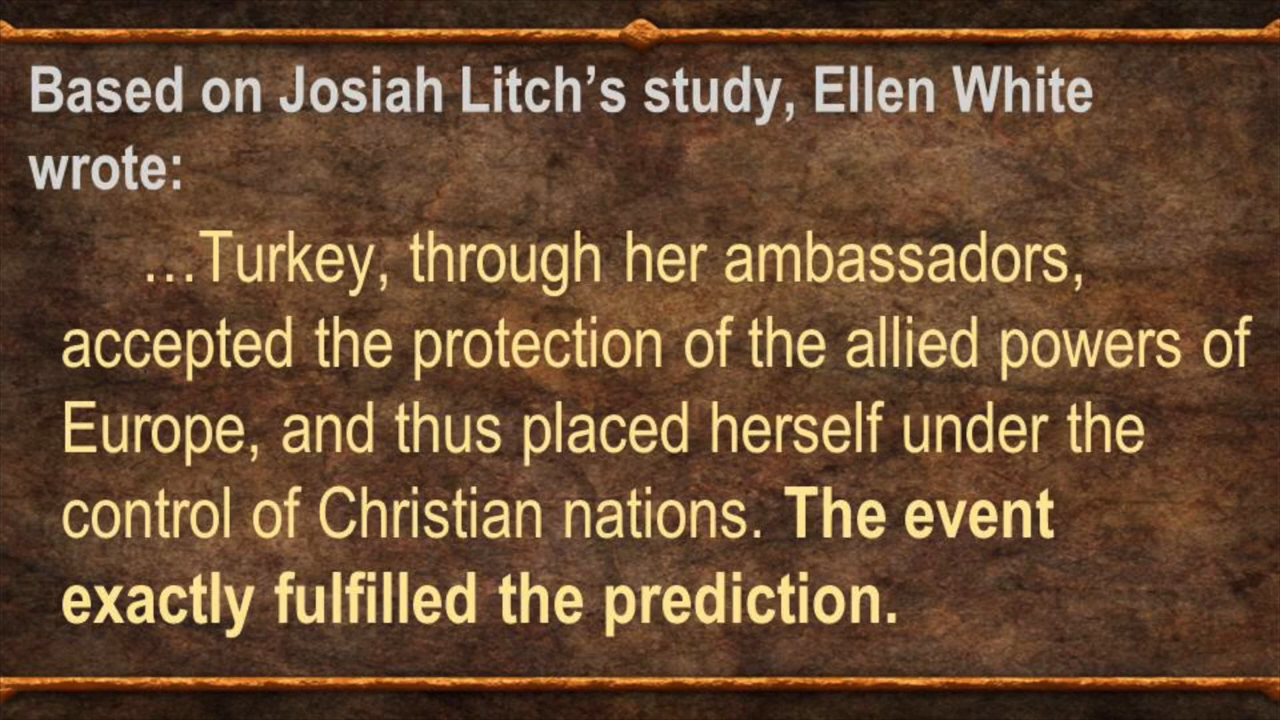 Based on Josiah Litch’s study, Ellen White
wrote:
…Turkey, through her ambassadors,
accepted the protection of the allied powers of
Europe, and thus placed herself under the
control of Christian nations. The event
exactly fulfilled the prediction.